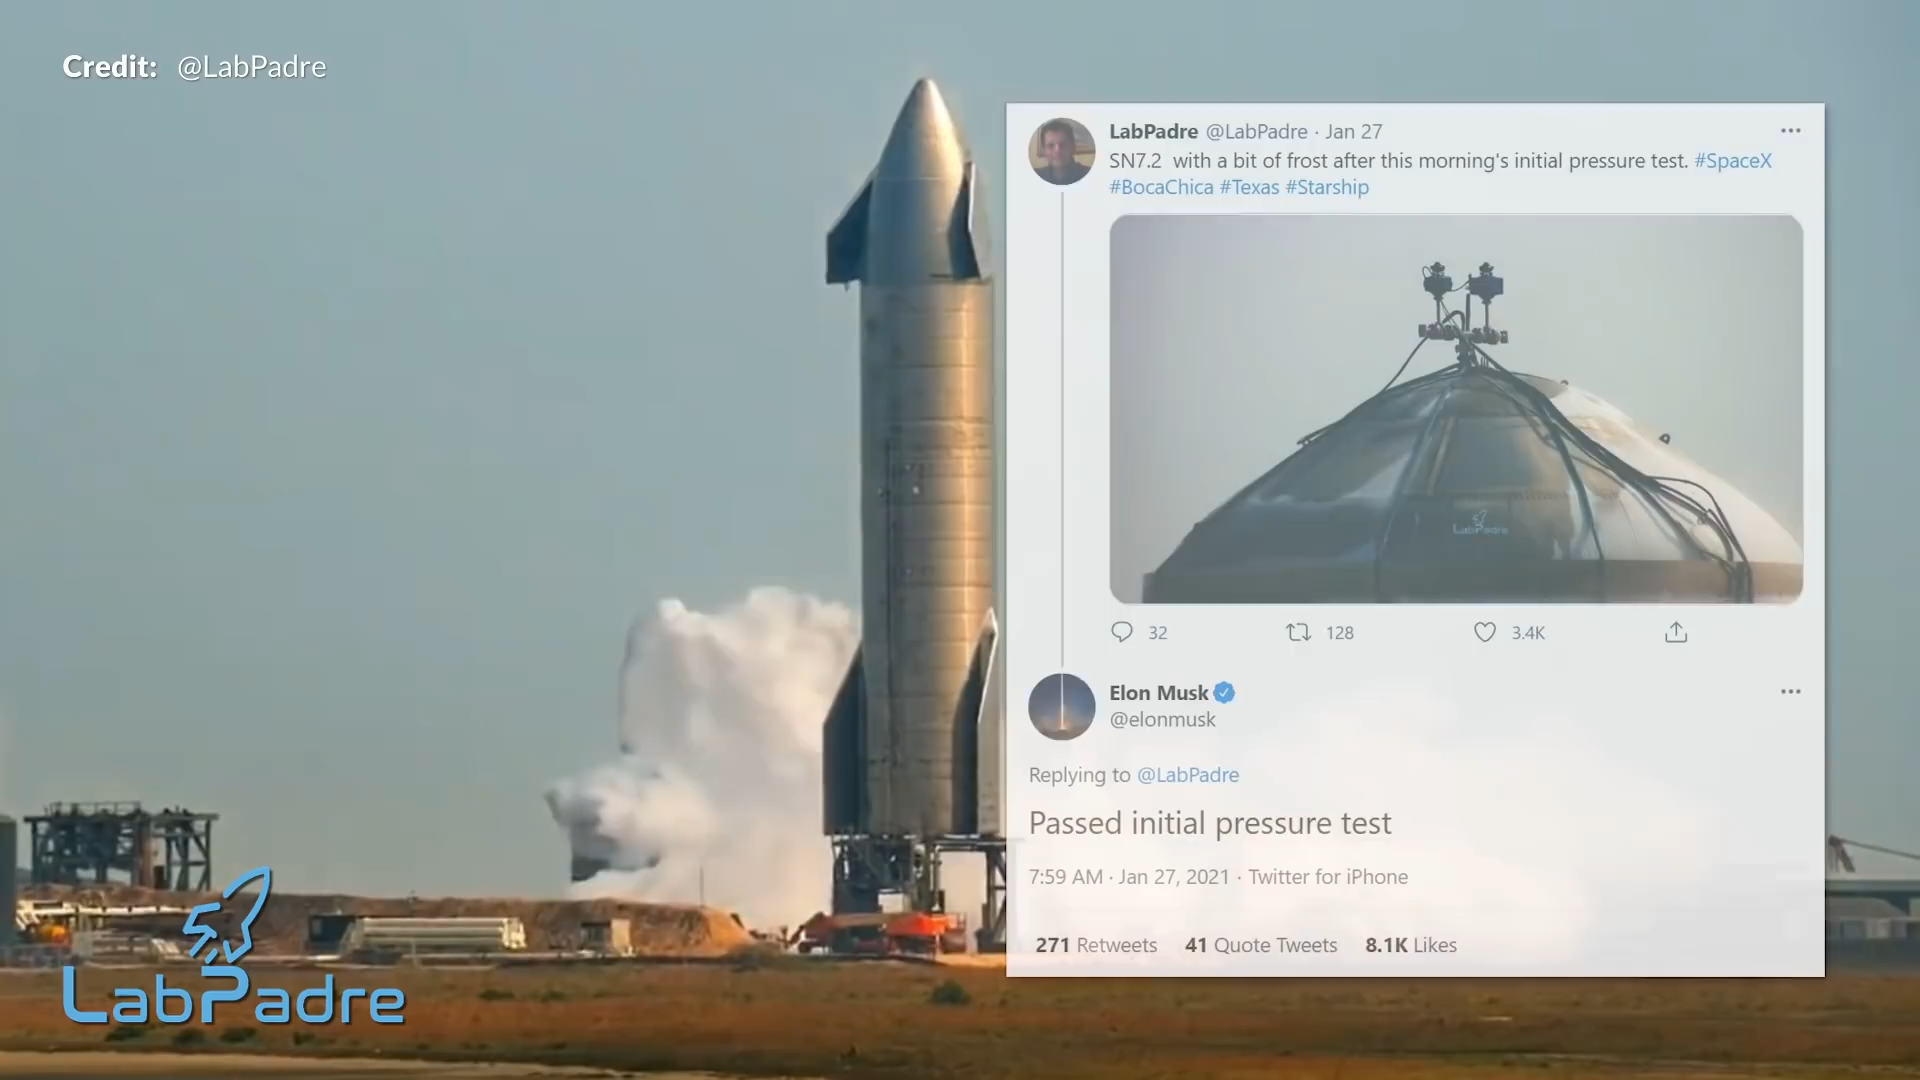 Credit: @LabPadre
LabPadre @LabPadre · Jan 27
SN7.2 with a bit of frost after this morning's initial pressure test. #SpaceX
#BocaChica #Texas #Starship
LabPadre
32 128 3.4K
Elon Musk
@elonmusk
Replying to @LabPadre
Passed initial pressure test
7:59 AM · Jan 27, 2021 · Twitter for iPhone
271 Retweets 41 Quote Tweets 8.1K Likes
LabPadre